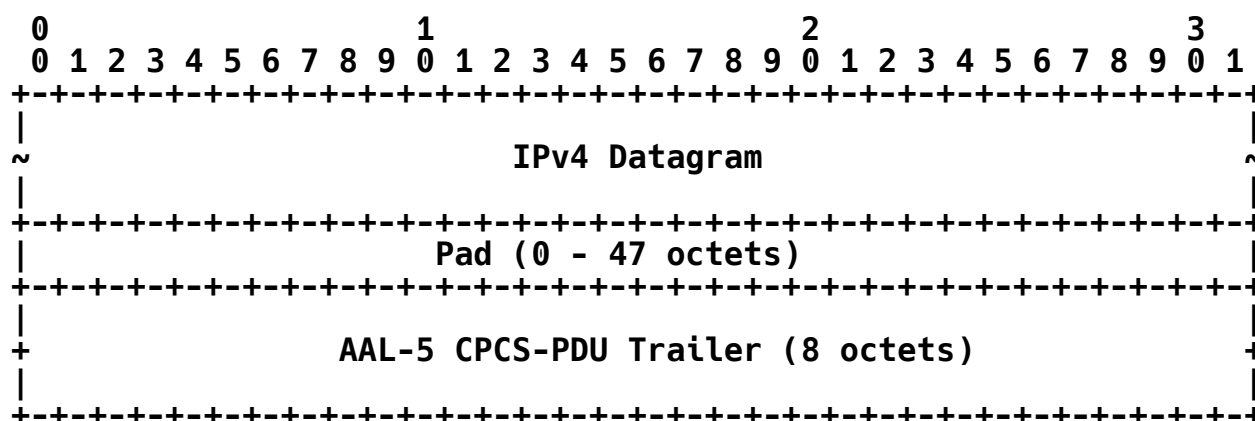 0                   1                   2                   3
 0 1 2 3 4 5 6 7 8 9 0 1 2 3 4 5 6 7 8 9 0 1 2 3 4 5 6 7 8 9 0 1
+-+-+-+-+-+-+-+-+-+-+-+-+-+-+-+-+-+-+-+-+-+-+-+-+-+-+-+-+-+-+-+-+
|                                                               |
~                         IPv4 Datagram                         ~
|                                                               |
+-+-+-+-+-+-+-+-+-+-+-+-+-+-+-+-+-+-+-+-+-+-+-+-+-+-+-+-+-+-+-+-+
|                     Pad (0 - 47 octets)                       |
+-+-+-+-+-+-+-+-+-+-+-+-+-+-+-+-+-+-+-+-+-+-+-+-+-+-+-+-+-+-+-+-+
|                                                               |
+                AAL-5 CPCS-PDU Trailer (8 octets)              +
|                                                               |
+-+-+-+-+-+-+-+-+-+-+-+-+-+-+-+-+-+-+-+-+-+-+-+-+-+-+-+-+-+-+-+-+